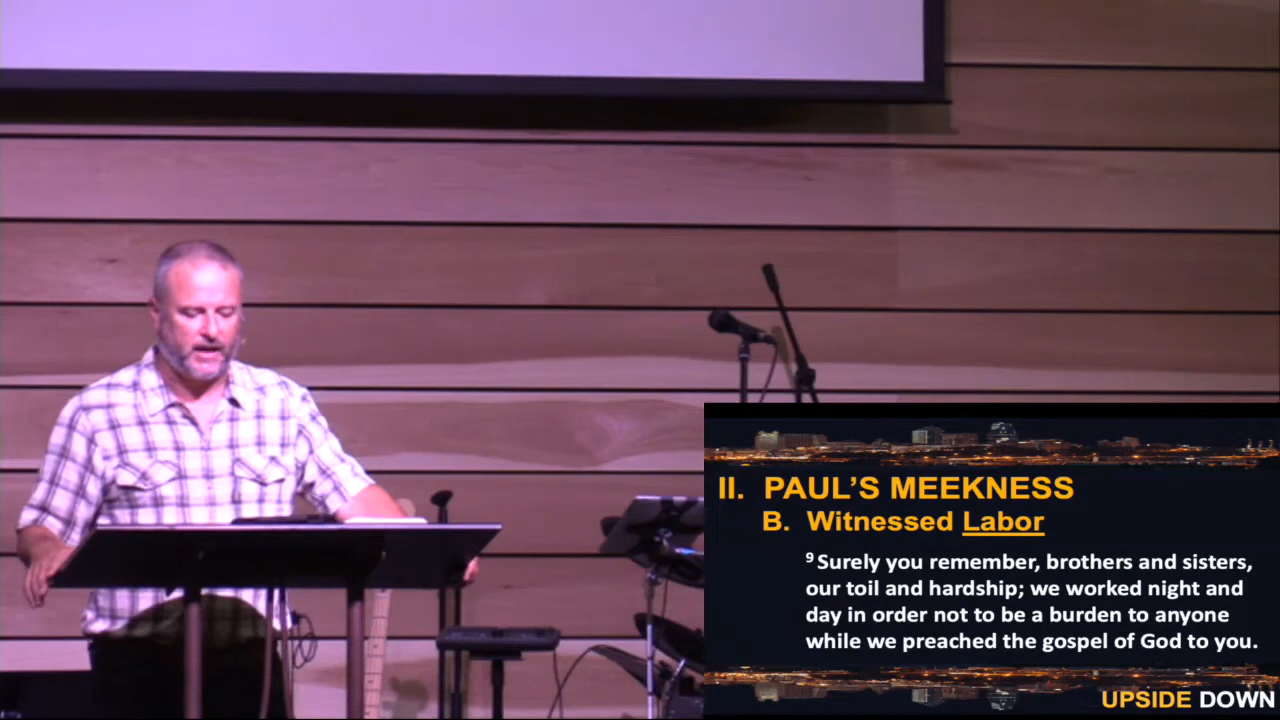 II. PAUL'S MEEKNESS
B. Witnessed Labor
9 Surely you remember, brothers and sisters,
our toil and hardship; we worked night and
day in order not to be a burden to anyone
while we preached the gospel of God to you.
UPSIDE DOWN